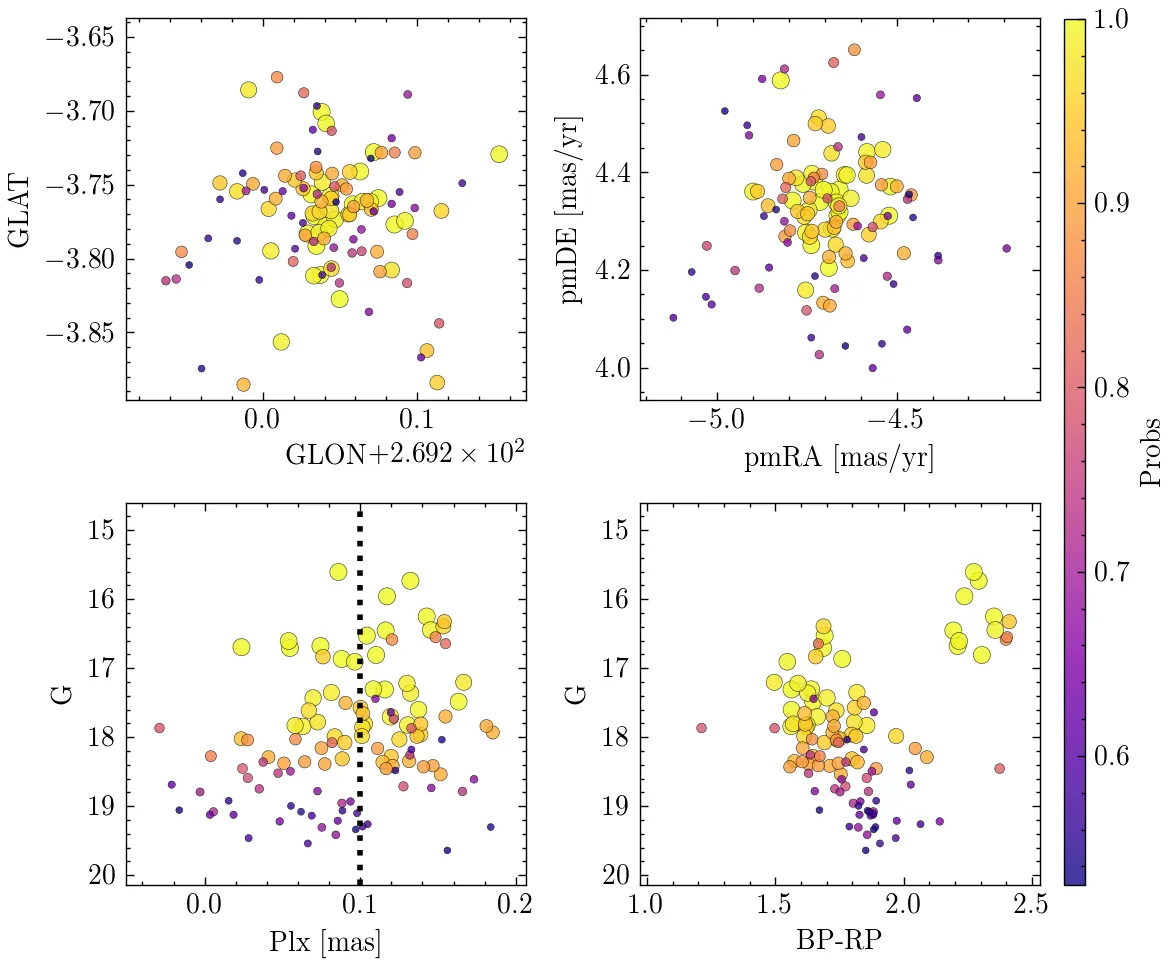 −3.65
−3.70
−3.75
−3.80
−3.85
GLAT
0.0 0.1
GLON+2.692 × 10²
4.6
4.4
4.2
4.0
pmDE [mas/yr]
−5.0 −4.5
pmRA [mas/yr]
15
16
17
18
19
20
G
0.0 0.1 0.2
Plx [mas]
15
16
17
18
19
20
G
1.0 1.5 2.0 2.5
BP-RP
1.0
0.9
0.8
0.7
0.6
Probs